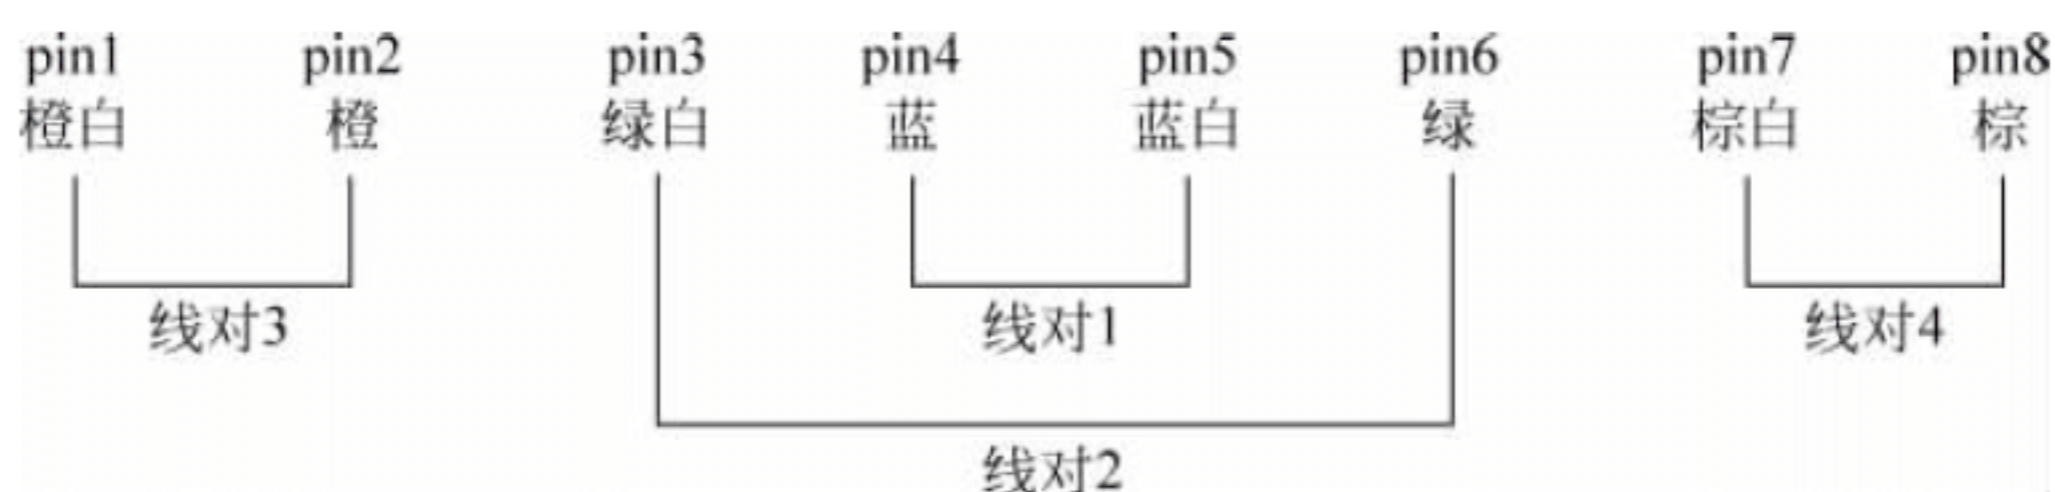 pin1 pin2 pin3 pin4 pin5 pin6 pin7 pin8
橙白 橙 绿白 蓝 蓝白 绿 棕白 棕
线对3 线对1 线对4
线对2